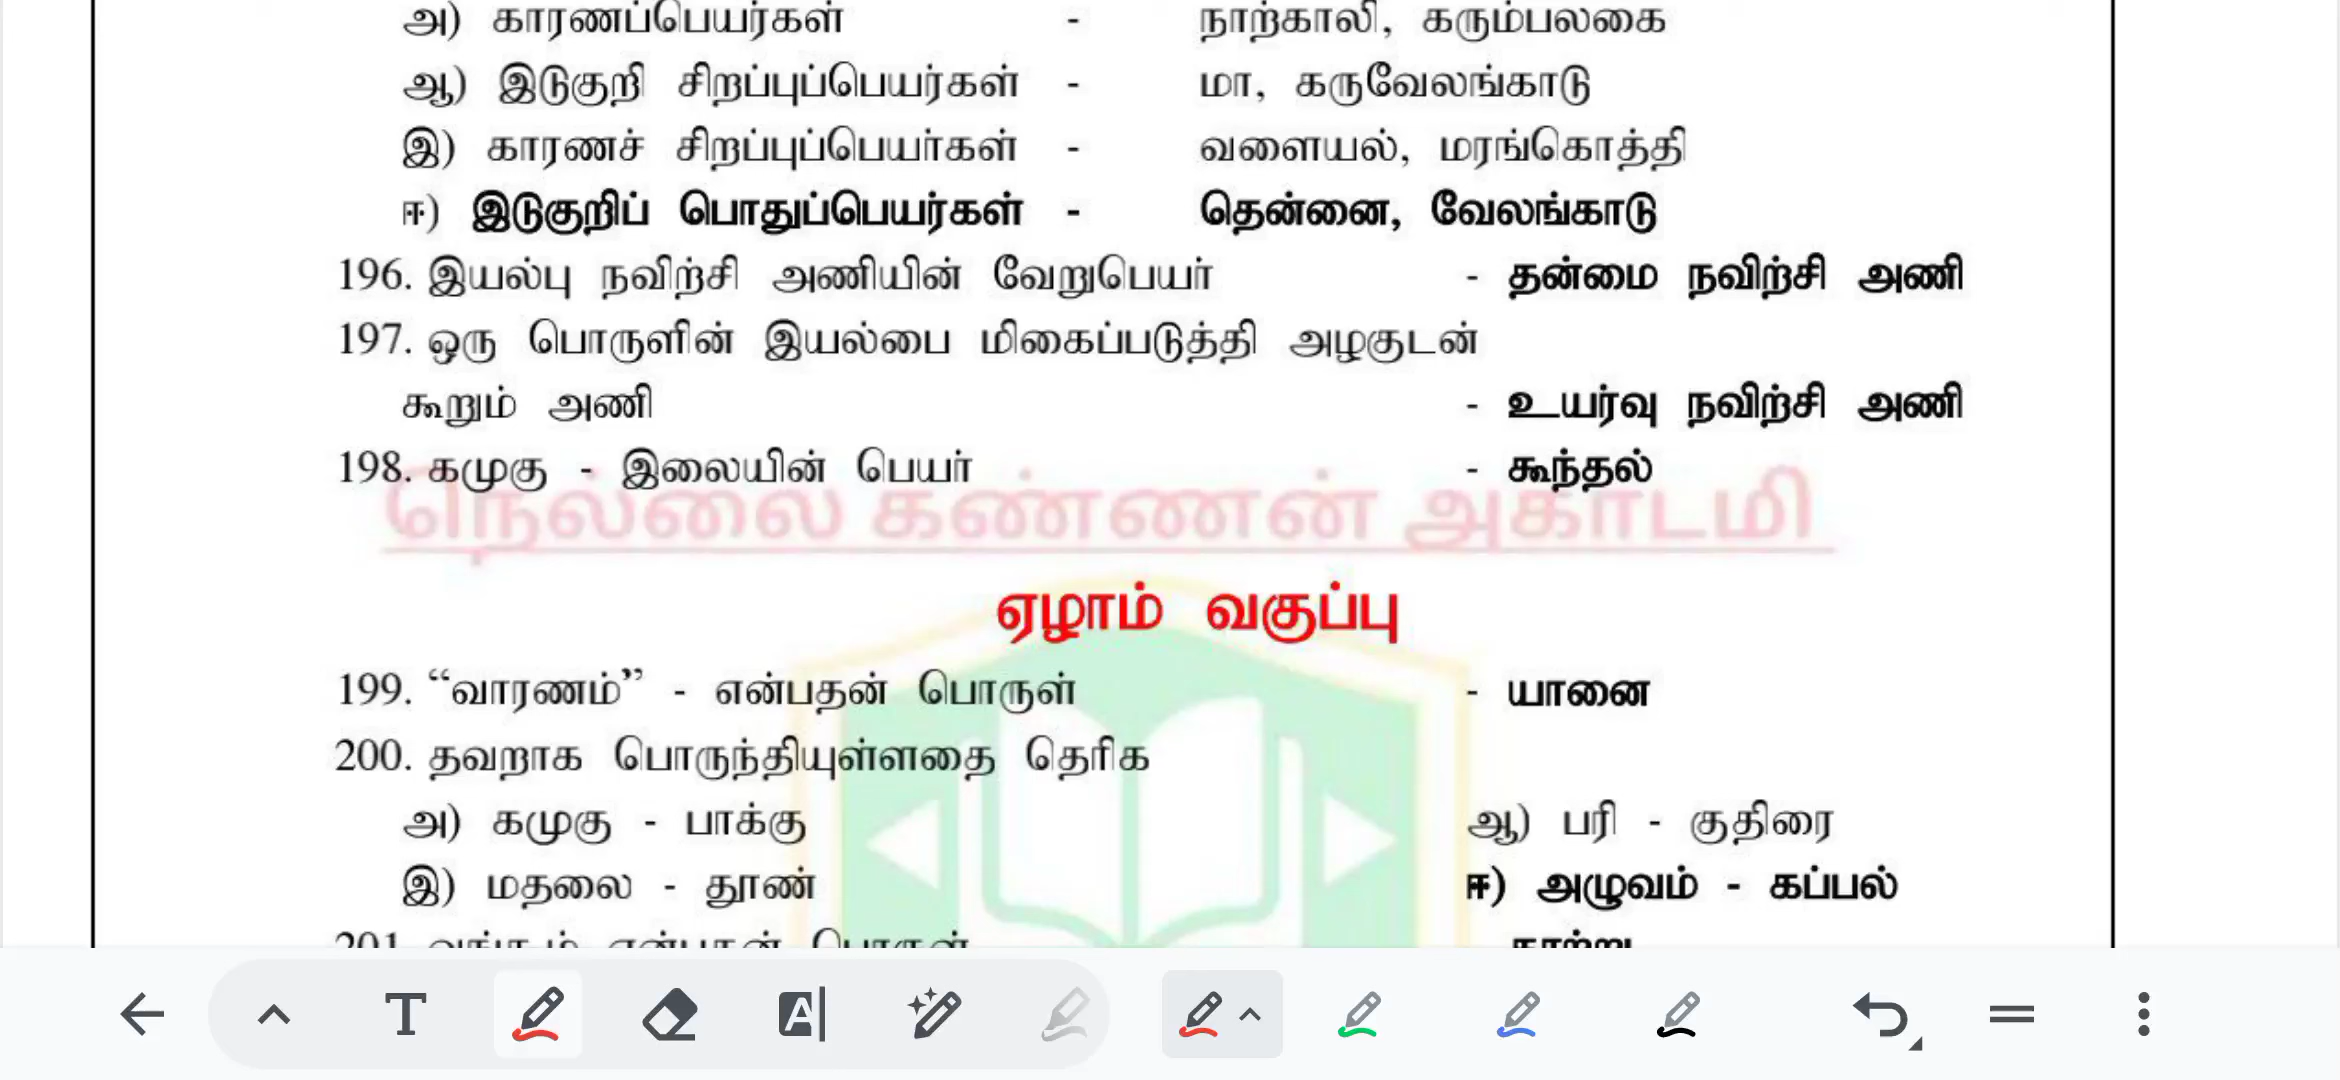 அ) காரணப்பெயர்கள் - நாற்காலி, கரும்பலகை
ஆ) இடுகுறி சிறப்புப்பெயர்கள் - மா, கருவேலங்காடு
இ) காரணச் சிறப்புப்பெயர்கள் - வளையல், மரங்கொத்தி
ஈ) இடுகுறிப் பொதுப்பெயர்கள் - தென்னை, வேலங்காடு
196. இயல்பு நவிற்சி அணியின் வேறுபெயர் - தன்மை நவிற்சி அணி
197. ஒரு பொருளின் இயல்பை மிகைப்படுத்தி அழகுடன்
கூறும் அணி - உயர்வு நவிற்சி அணி
198. கமுகு - இலையின் பெயர் - கூந்தல்
நெல்லை கண்ணன் அகாடமி
ஏழாம் வகுப்பு
199. “வாரணம்” - என்பதன் பொருள் - யானை
200. தவறாக பொருந்தியுள்ளதை தெரிக
அ) கமுகு - பாக்கு ஆ) பரி - குதிரை
இ) மதலை - தூண் ஈ) அழுவம் - கப்பல்
201. என்பதன் பொருள்